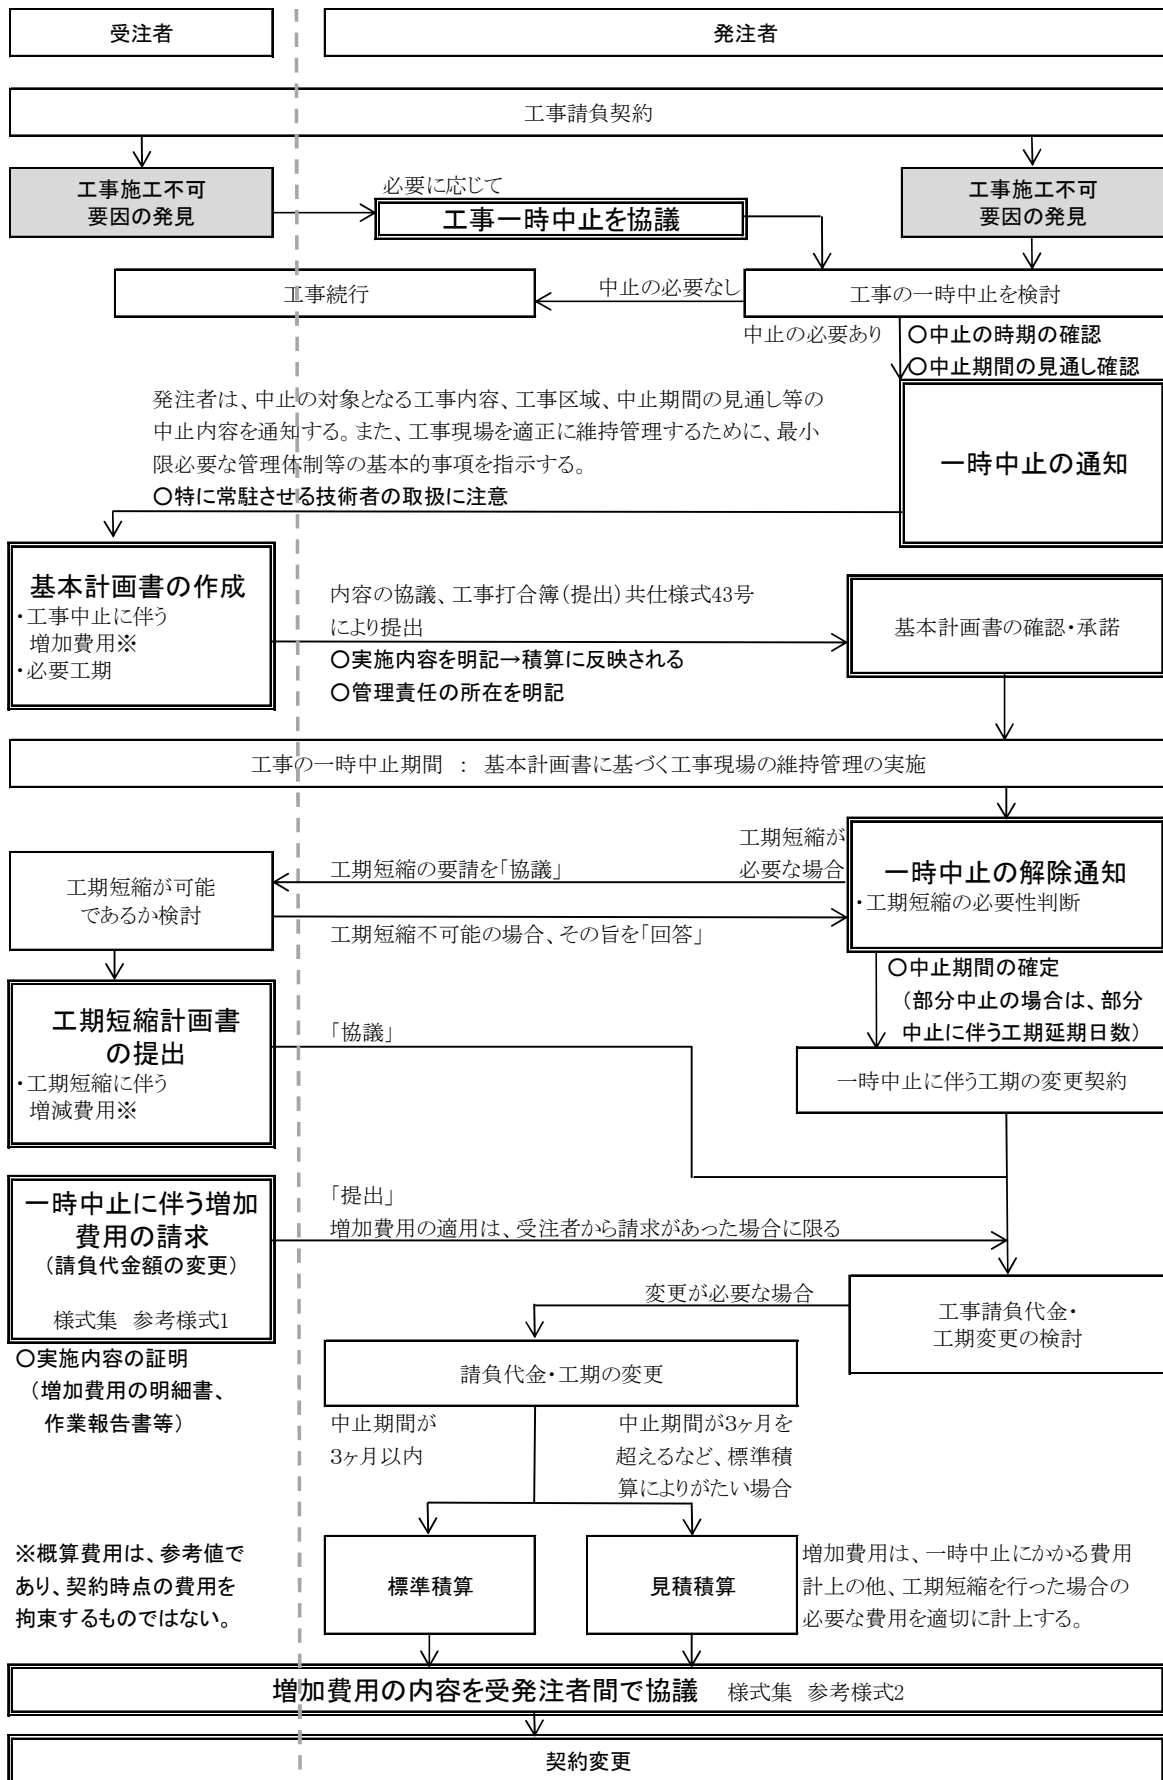 受注者
発注者
工事請負契約
工事施工不可
要因の発見
必要に応じて
工事一時中止を協議
工事施工不可
要因の発見
工事続行
中止の必要なし
工事の一時中止を検討
中止の必要あり
〇中止の時期の確認
〇中止期間の見通し確認
発注者は、中止の対象となる工事内容、工事区域、中止期間の見通し等の
中止内容を通知する。また、工事現場を適正に維持管理するために、最小
限必要な管理体制等の基本的事項を指示する。
〇特に常駐させる技術者の取扱に注意
一時中止の通知
基本計画書の作成
・工事中止に伴う
増加費用※
・必要工期
内容の協議、工事打合簿(提出)共仕様式43号
により提出
〇実施内容を明記→積算に反映される
〇管理責任の所在を明記
基本計画書の確認・承諾
工事の一時中止期間 : 基本計画書に基づく工事現場の維持管理の実施
工期短縮が
必要な場合
工期短縮の要請を「協議」
工期短縮が可能
であるか検討
工期短縮不可能の場合、その旨を「回答」
一時中止の解除通知
・工期短縮の必要性判断
〇中止期間の確定
(部分中止の場合は、部分
中止に伴う工期延期日数)
工期短縮計画書
の提出
・工期短縮に伴う
増減費用※
「協議」
一時中止に伴う工期の変更契約
一時中止に伴う増加
費用の請求
(請負代金額の変更)
様式集 参考様式1
「提出」
増加費用の適用は、受注者から請求があった場合に限る
変更が必要な場合
工事請負代金・
工期変更の検討
〇実施内容の証明
(増加費用の明細書、
作業報告書等)
請負代金・工期の変更
中止期間が
3ヶ月以内
中止期間が3ヶ月を
超えるなど、標準積
算によりがたい場合
※概算費用は、参考値で
あり、契約時点の費用を
拘束するものではない。
標準積算
見積積算
増加費用は、一時中止にかかる費用
計上の他、工期短縮を行った場合の
必要な費用を適切に計上する。
増加費用の内容を受発注者間で協議 様式集 参考様式2
契約変更